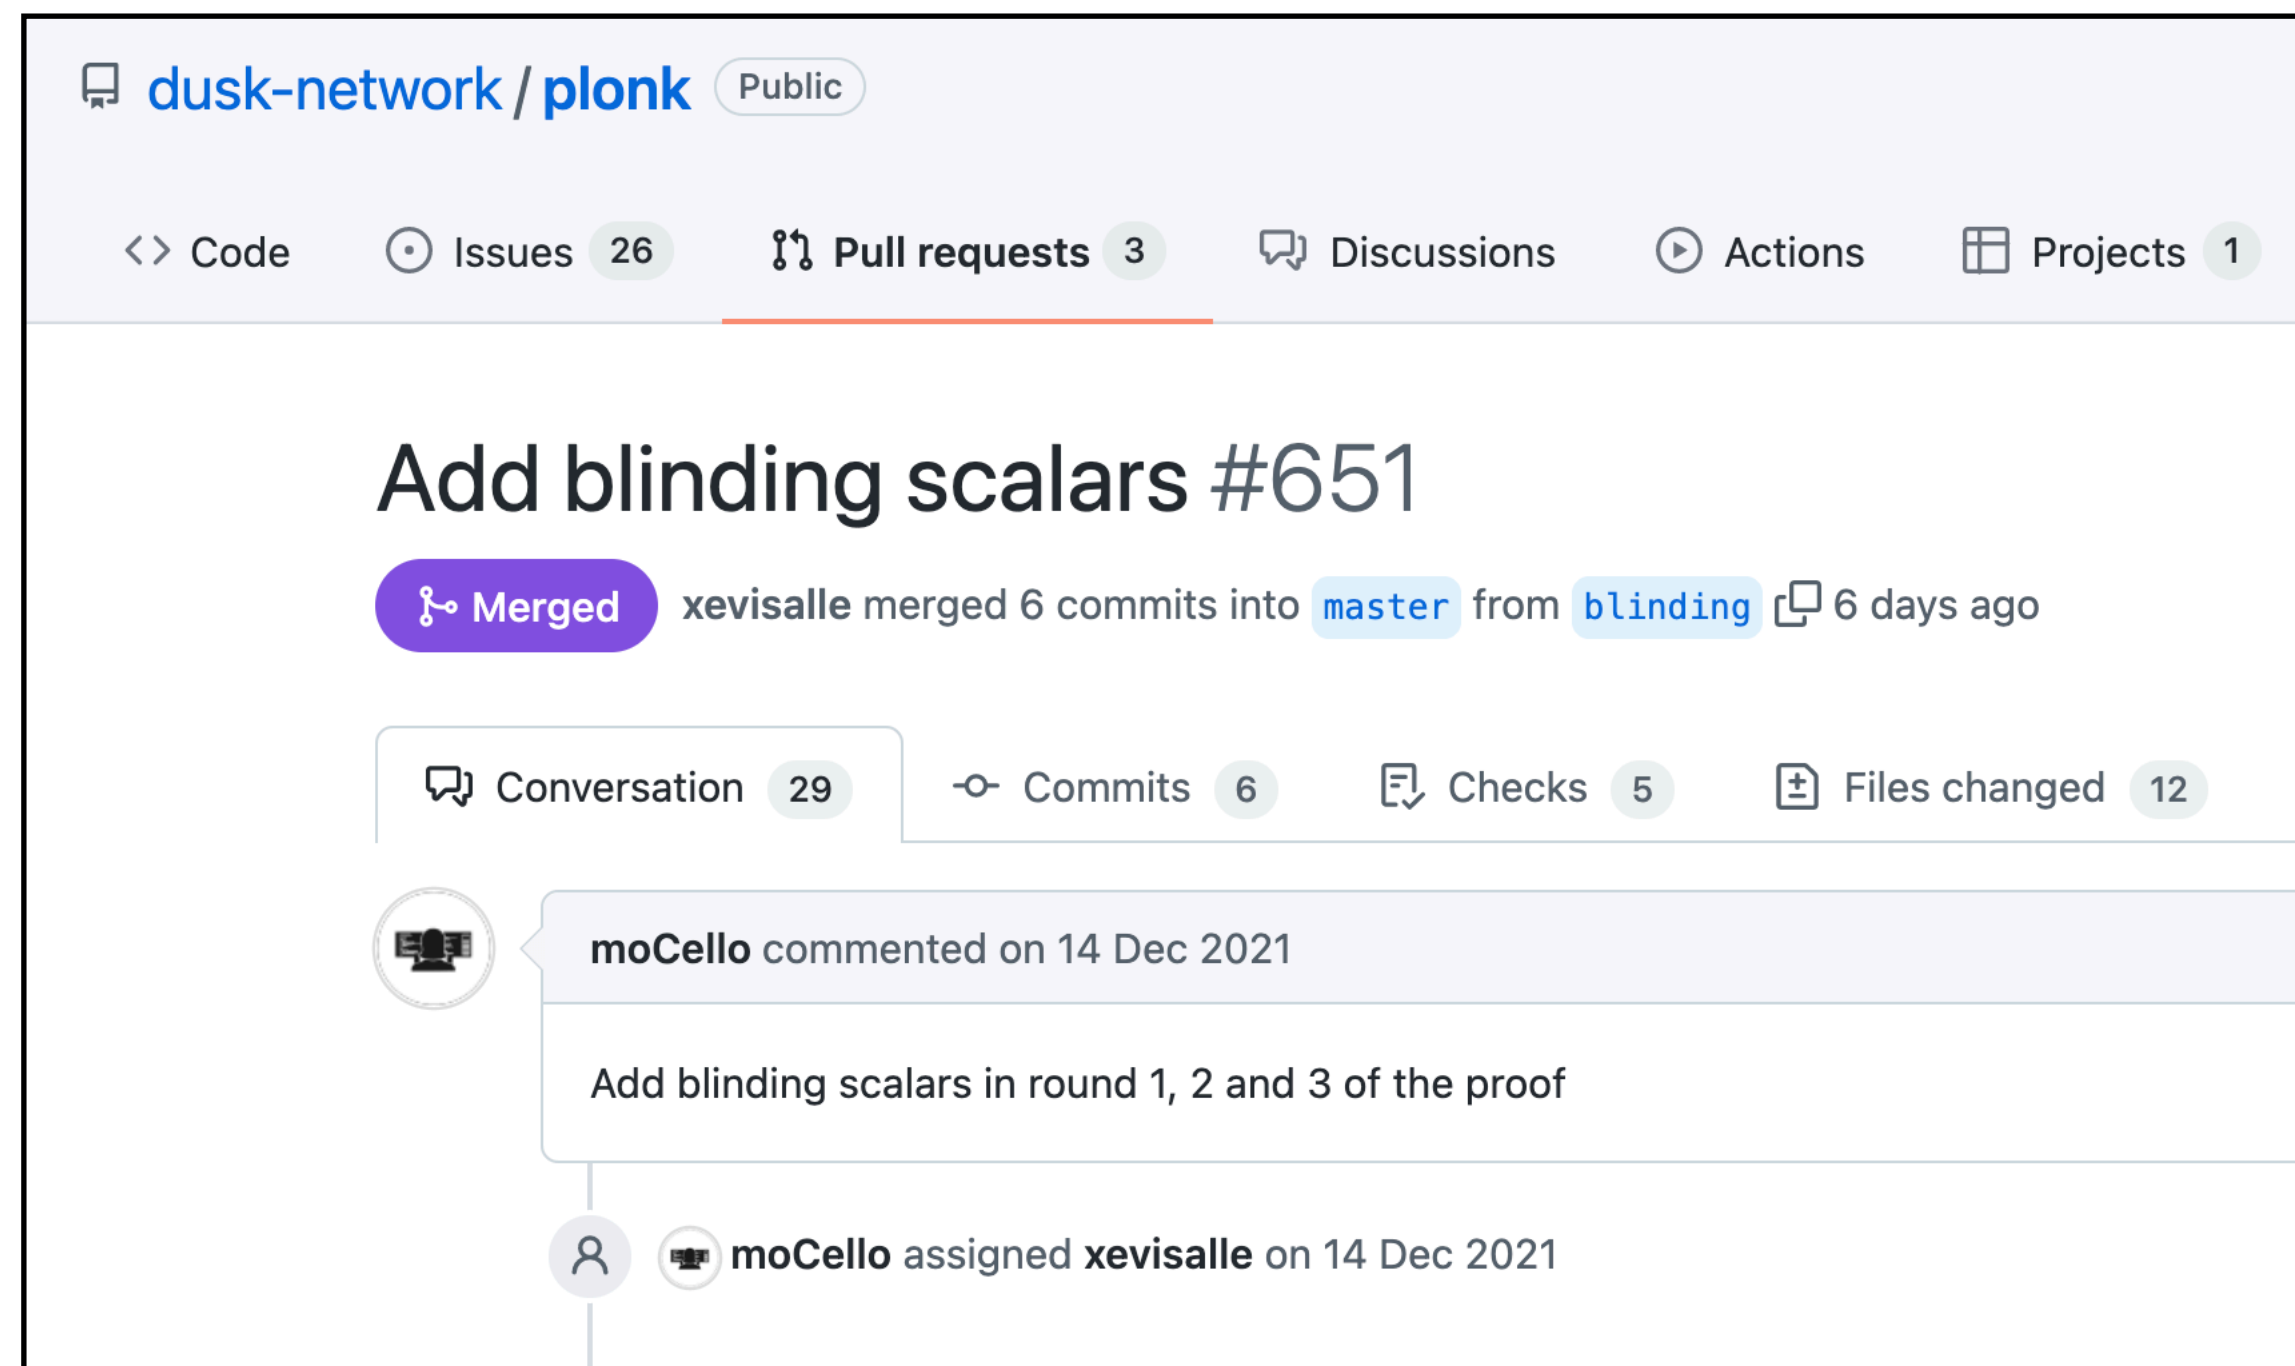 dusk-network / plonk Public
Code Issues 26 Pull requests 3 Discussions Actions Projects 1
Add blinding scalars #651
Merged xevisalle merged 6 commits into master from blinding 6 days ago
Conversation 29 Commits 6 Checks 5 Files changed 12
moCello commented on 14 Dec 2021
Add blinding scalars in round 1, 2 and 3 of the proof
moCello assigned xevisalle on 14 Dec 2021